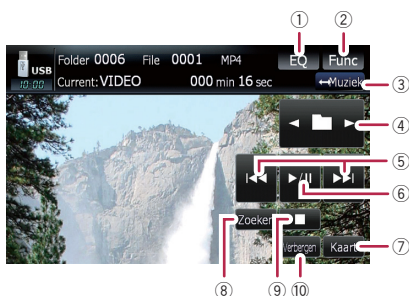 ① ②
USB Folder 0006 File 0001 MP4 EQ Func
10:00 Current: VIDEO 000 min 16 sec Muziek
③
④
⑤
⑥
Zoeken
Verbergen Kaart
⑦
⑧ ⑨ ⑩